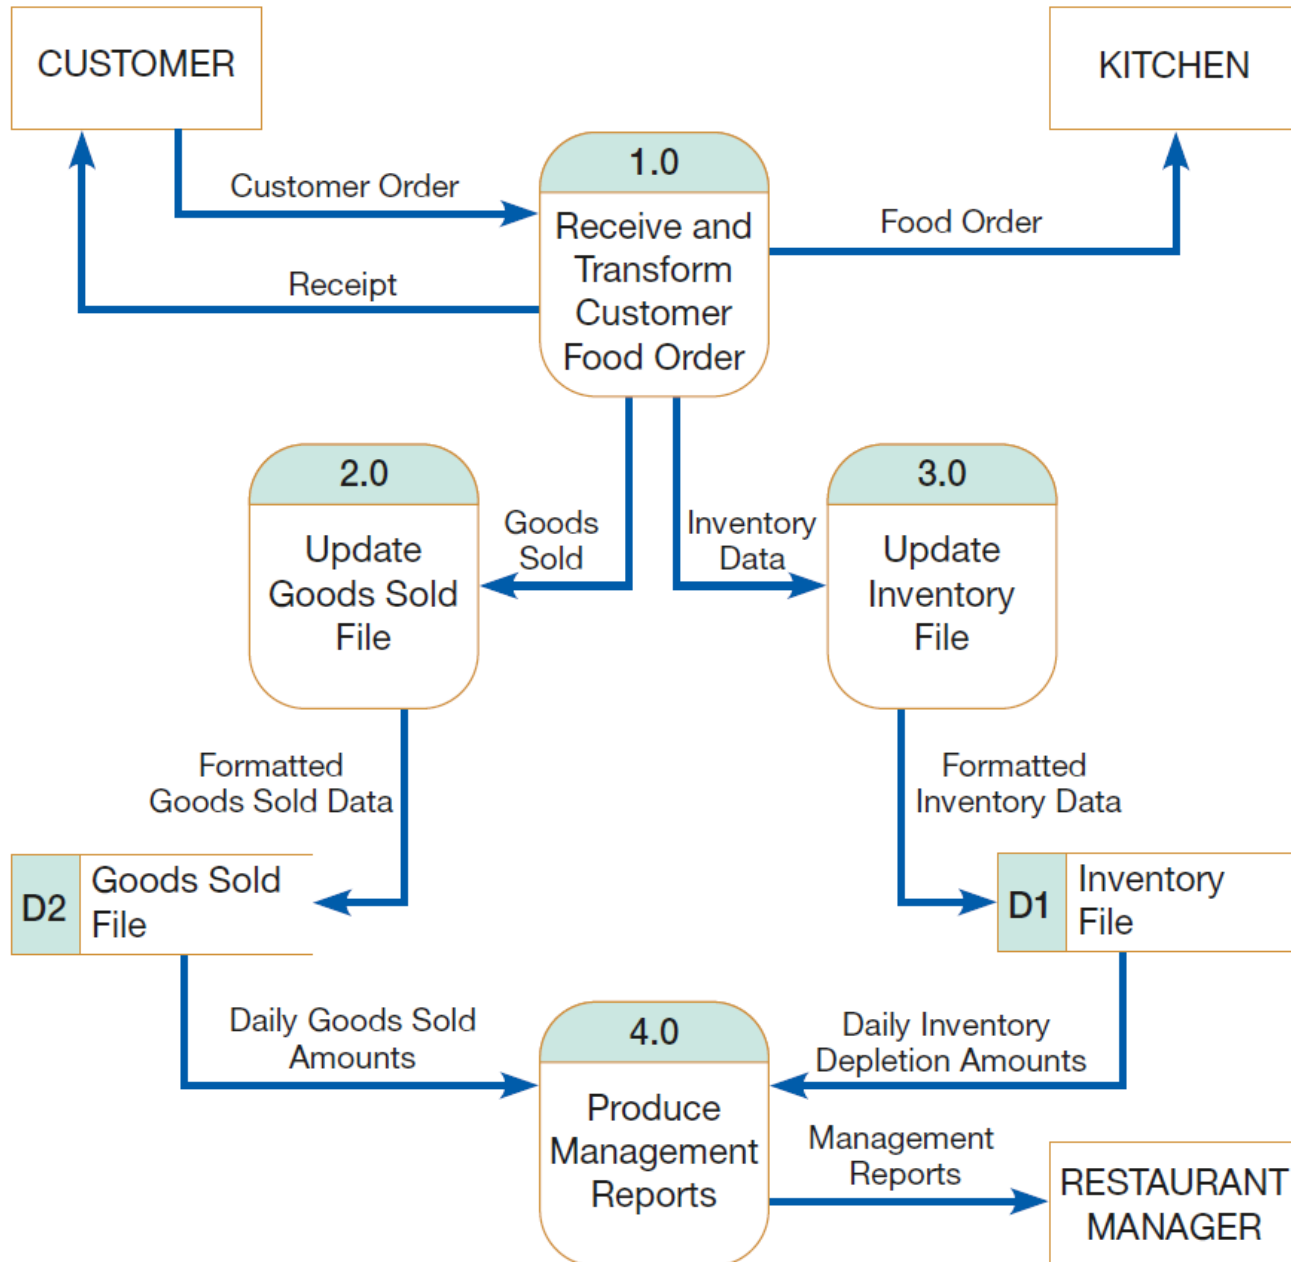 CUSTOMER
KITCHEN
1.0
Receive and
Transform
Customer
Food Order
Customer Order
Receipt
Food Order
2.0
Update
Goods Sold
File
Goods
Sold
Inventory
Data
3.0
Update
Inventory
File
Formatted
Goods Sold Data
Formatted
Inventory Data
D2
Goods Sold
File
D1
Inventory
File
Daily Goods Sold
Amounts
4.0
Produce
Management
Reports
Daily Inventory
Depletion Amounts
Management
Reports
RESTAURANT
MANAGER